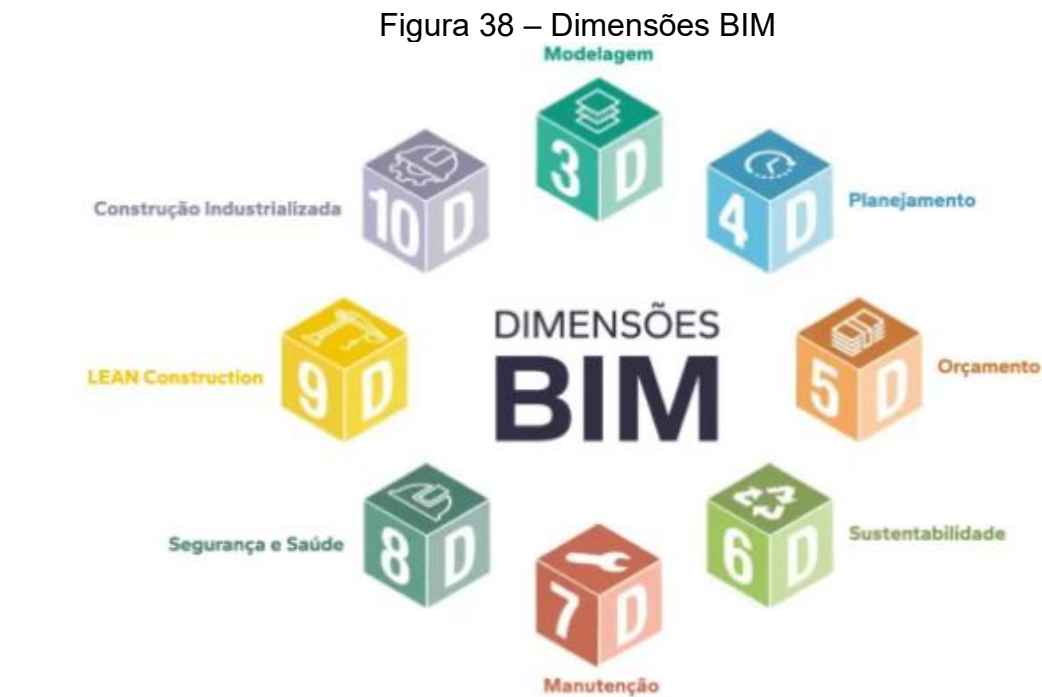 Figura 38 – Dimensões BIM
Modelagem
3D
4D
Planejamento
5D
Orçamento
6D
Sustentabilidade
7D
Manutenção
8D
Segurança e Saúde
9D
LEAN Construction
10D
Construção Industrializada
DIMENSÕES
BIM